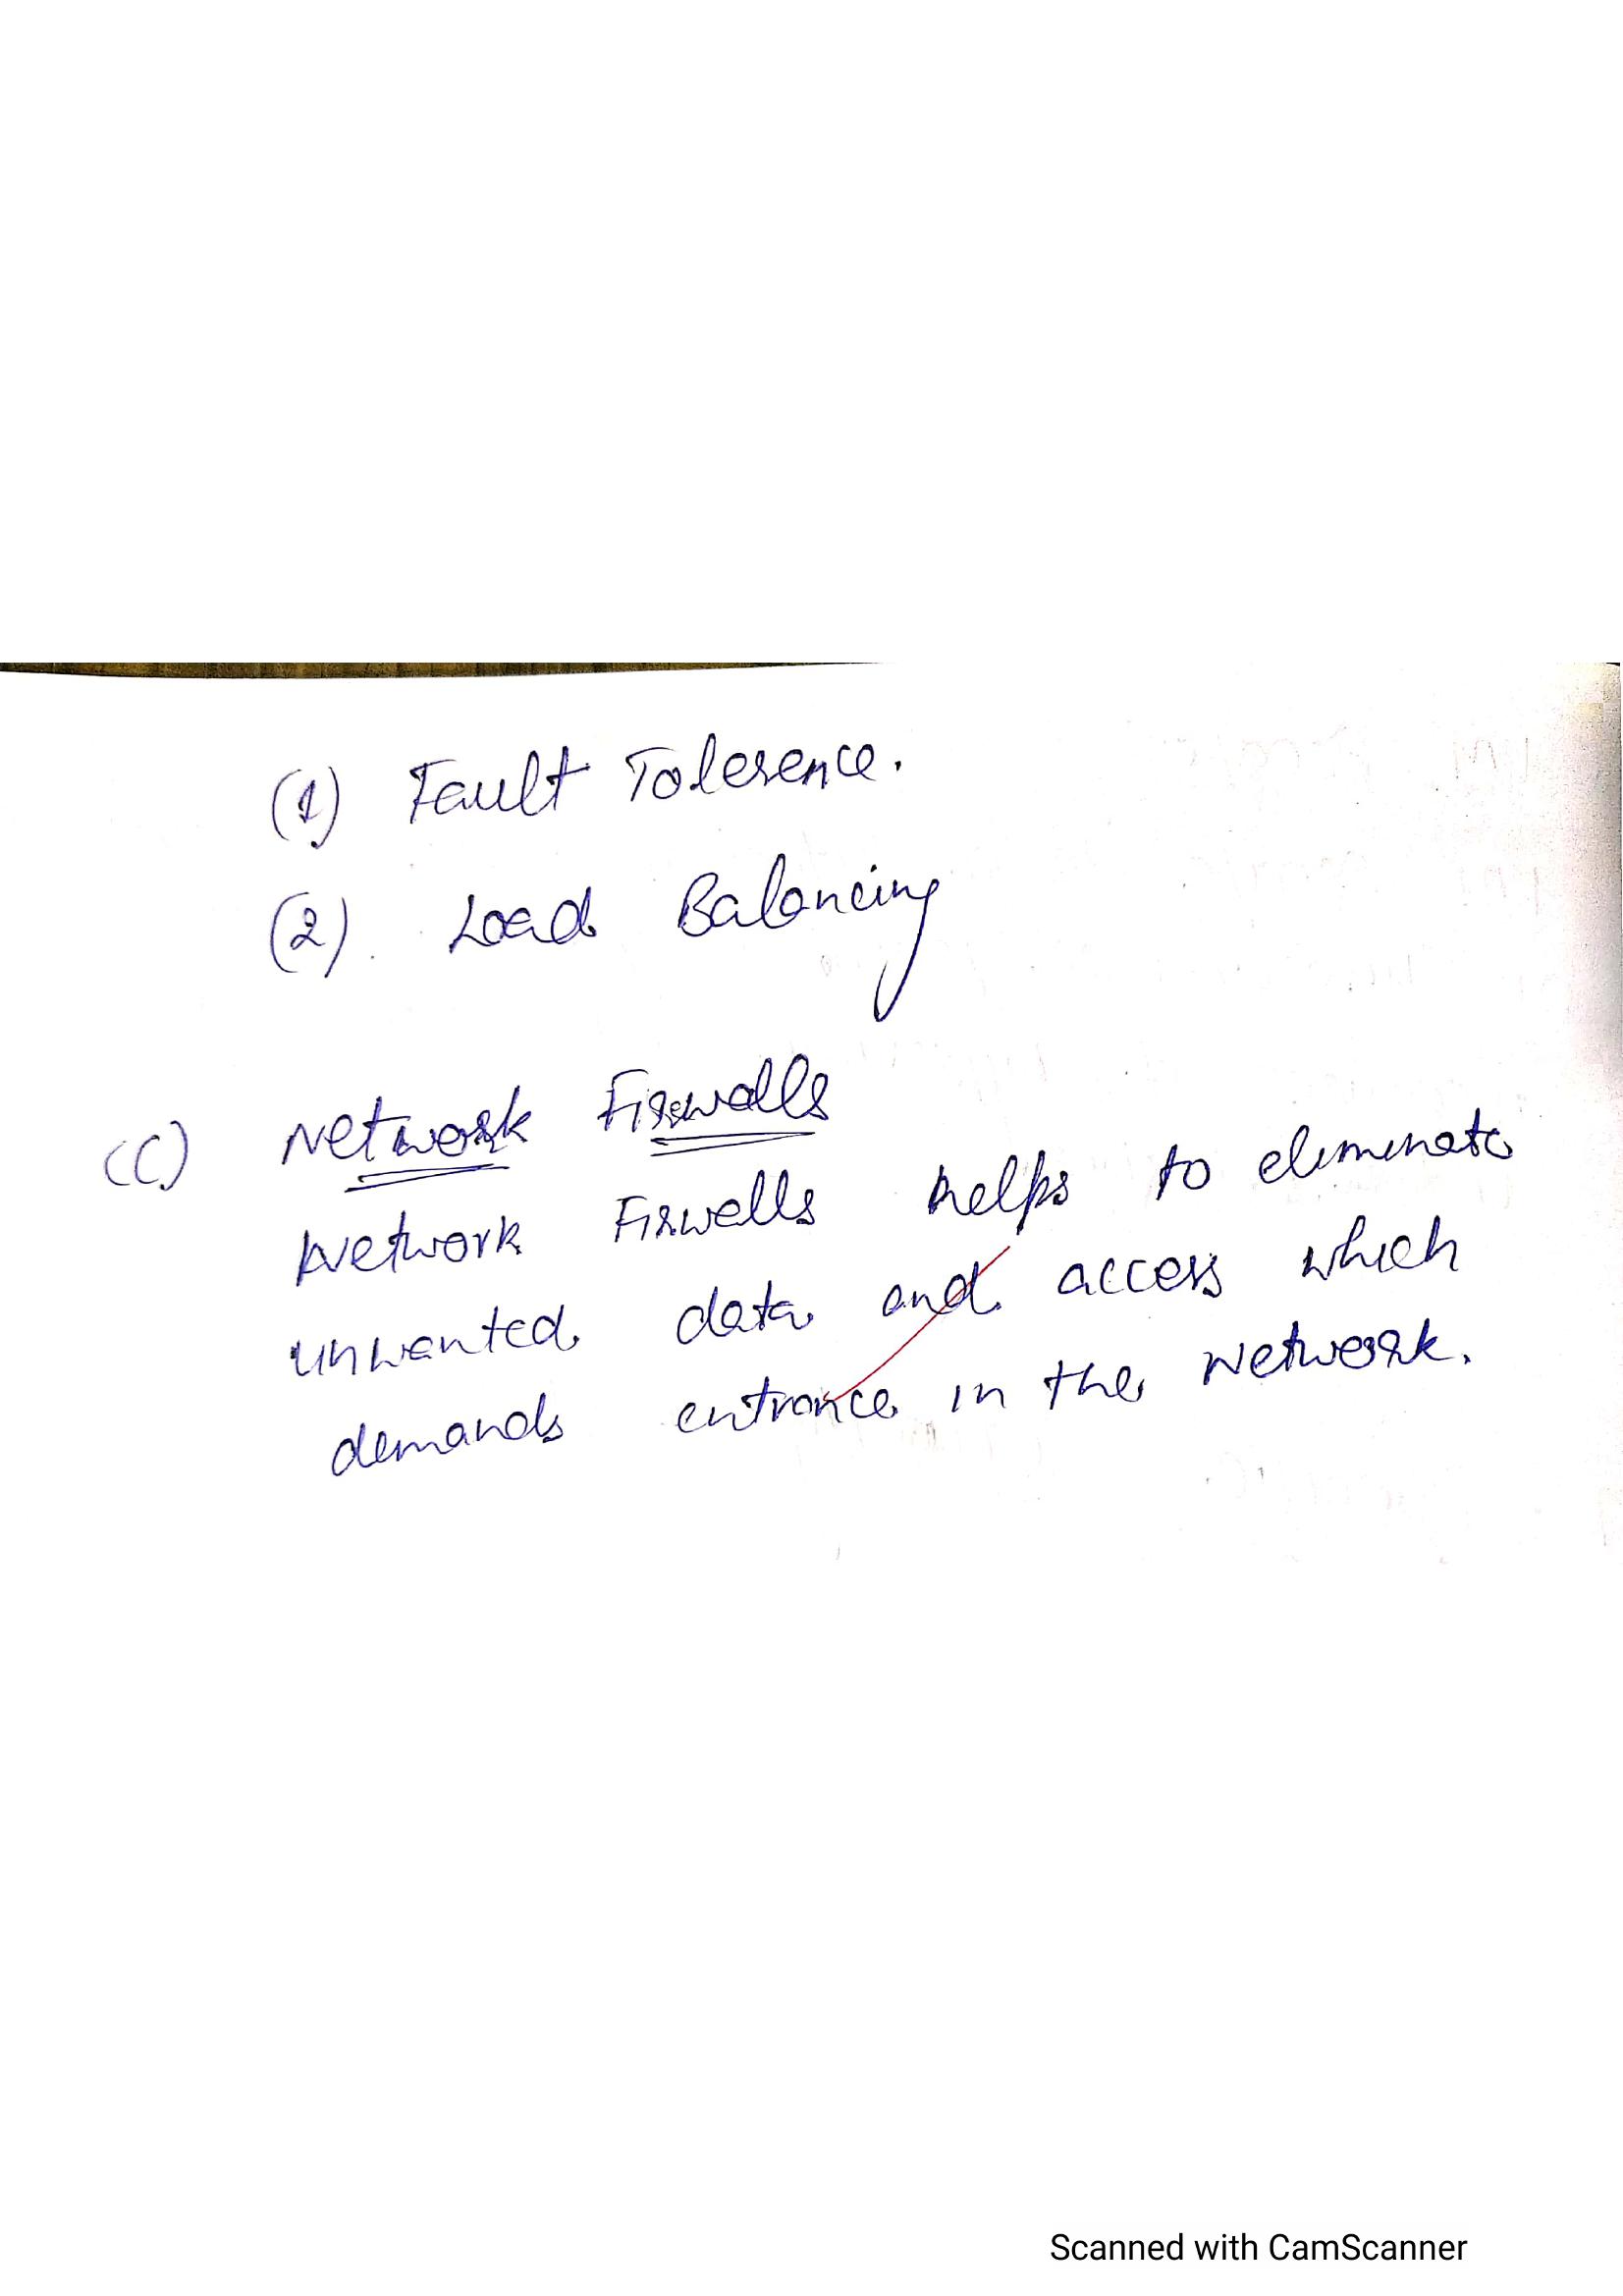 (1) Fault Tolerence.
(2). Load Balancing
(C) Network Firewalls
Network Firwalls helps to eliminate
unwanted data and access which
demands entrance in the Network.
Scanned with CamScanner